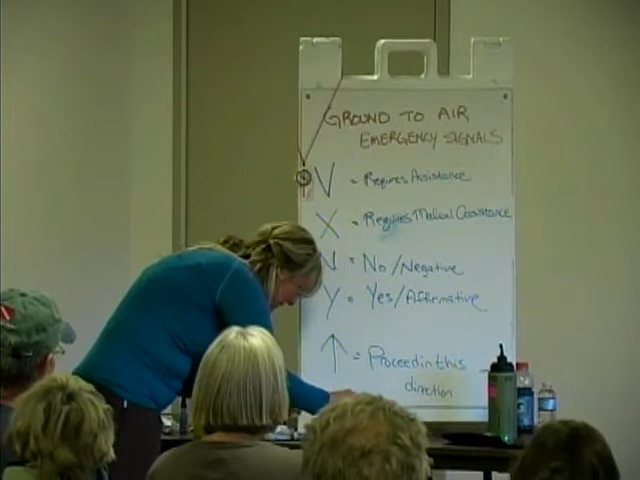 GROUND TO AIR
EMERGENCY SIGNALS
V = Requires Assistance
X = Requires Medical Assistance
N = No/Negative
Y = Yes/Affirmative
↑ = Proceed in this
direction